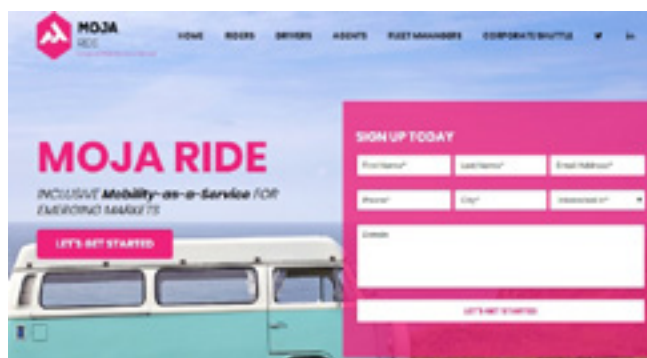 MOJA
RIDE
HOME RIDERS DRIVERS AGENTS FLEET MANAGERS CORPORATE SHUTTLE
SIGN UP TODAY
First Name* Last Name* Email Address*
MOJA RIDE
INCLUSIVE Mobility-as-a-Service FOR
EMERGING MARKETS
Phone* City* Interested in*
LET'S GET STARTED
Details
LET'S GET STARTED